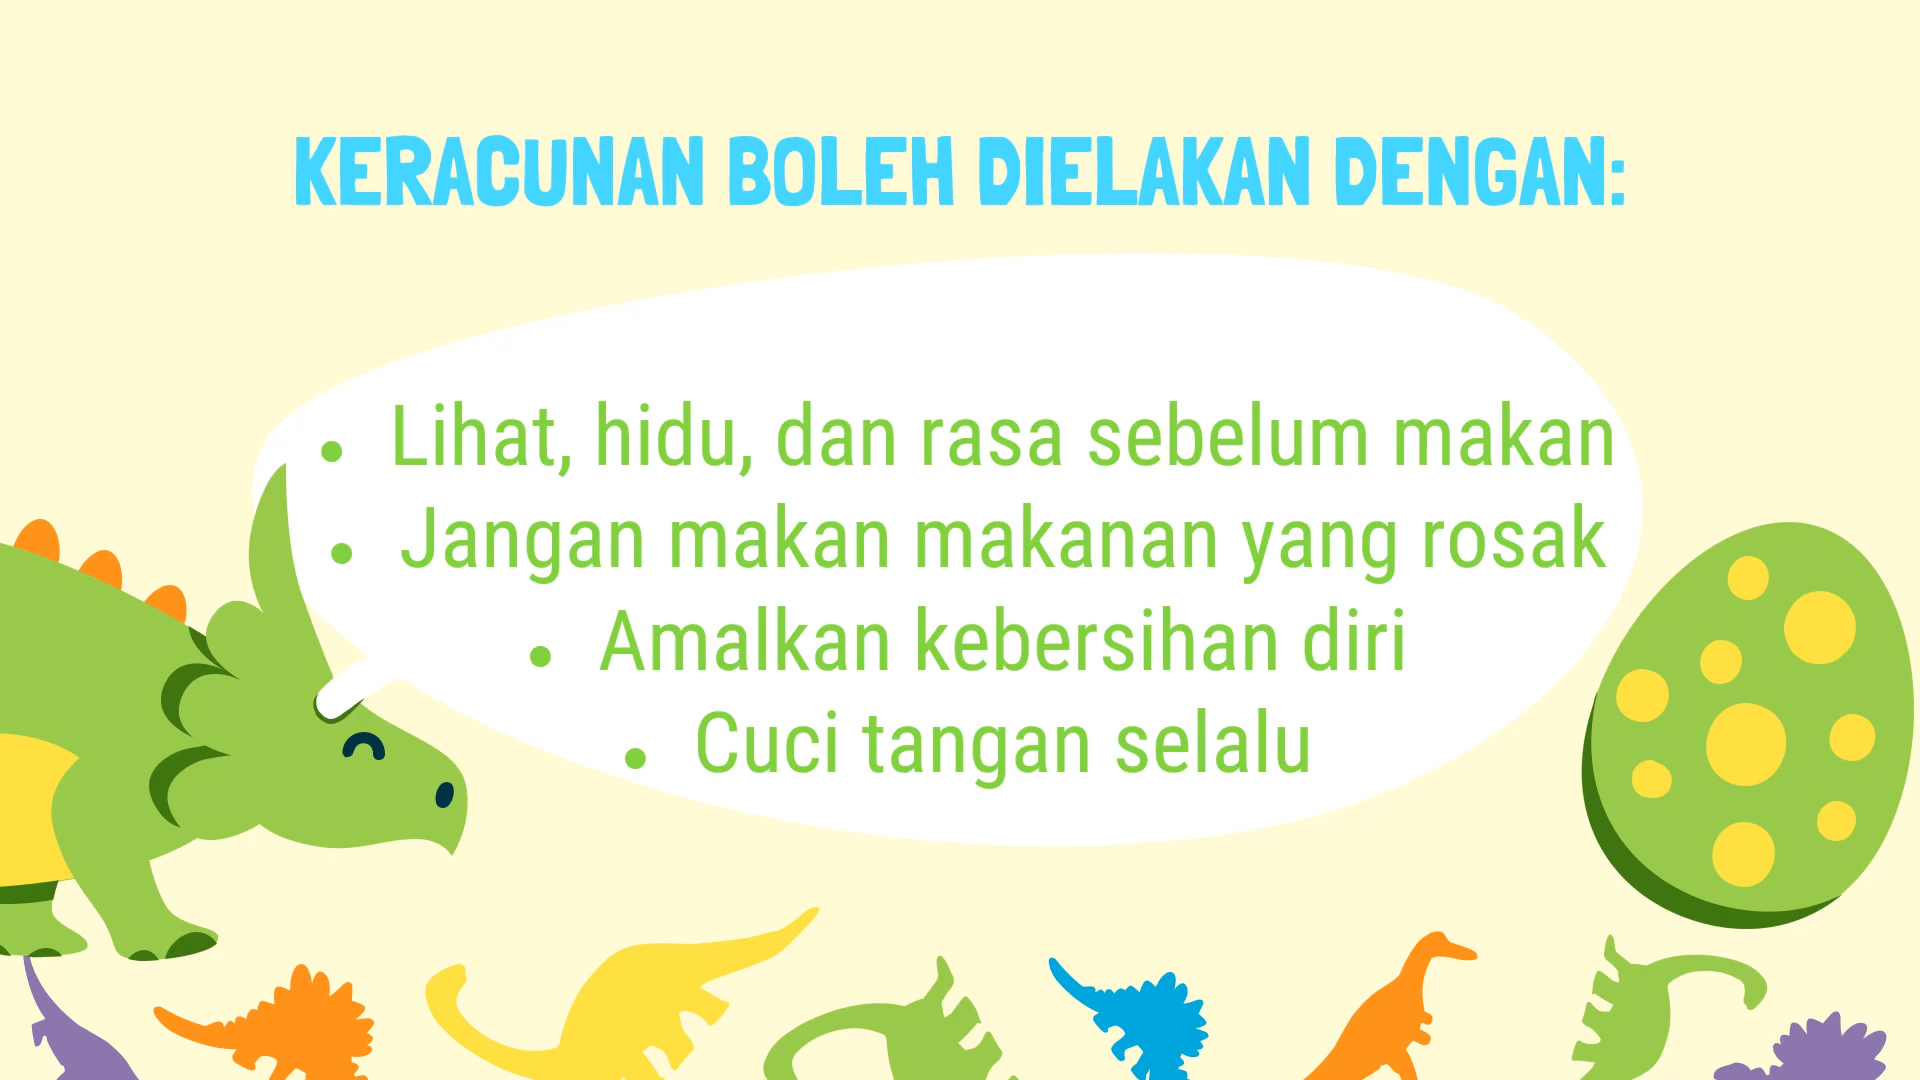 KERACUNAN BOLEH DIELAKAN DENGAN:
• Lihat, hidu, dan rasa sebelum makan
• Jangan makan makanan yang rosak
• Amalkan kebersihan diri
• Cuci tangan selalu